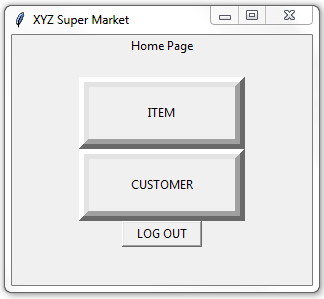 XYZ Super Market
Home Page
ITEM
CUSTOMER
LOG OUT